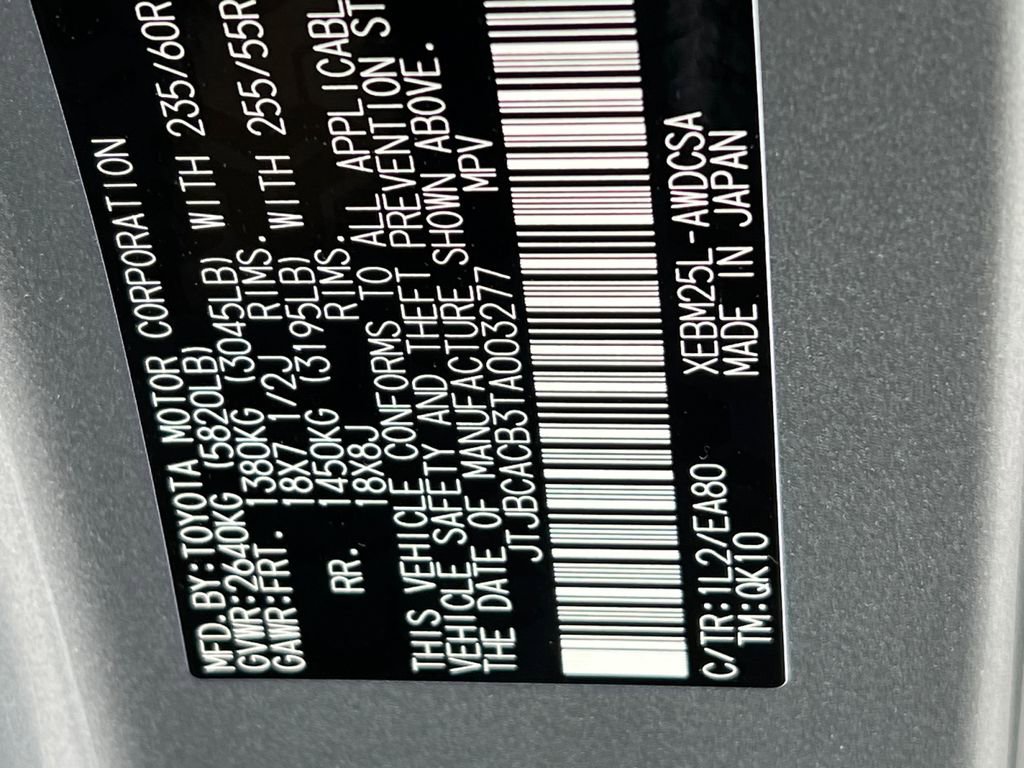 MFD.BY:TOYOTA MOTOR CORPORATION
GVWR:2640KG (5820LB)
GAWR:FRT. 1380KG (3045LB) WITH 235/60R
18X7 1/2J RIMS.
RR. 1450KG (3195LB) WITH 255/55R
18X8J RIMS.
THIS VEHICLE CONFORMS TO ALL APPLICABL
VEHICLE SAFETY AND THEFT PREVENTION ST
THE DATE OF MANUFACTURE SHOWN ABOVE.
JTJBCACB3TA003277 MPV
C/TR:1L2/EA80 XEBM25L-AWDCSA
TM:QK10 MADE IN JAPAN